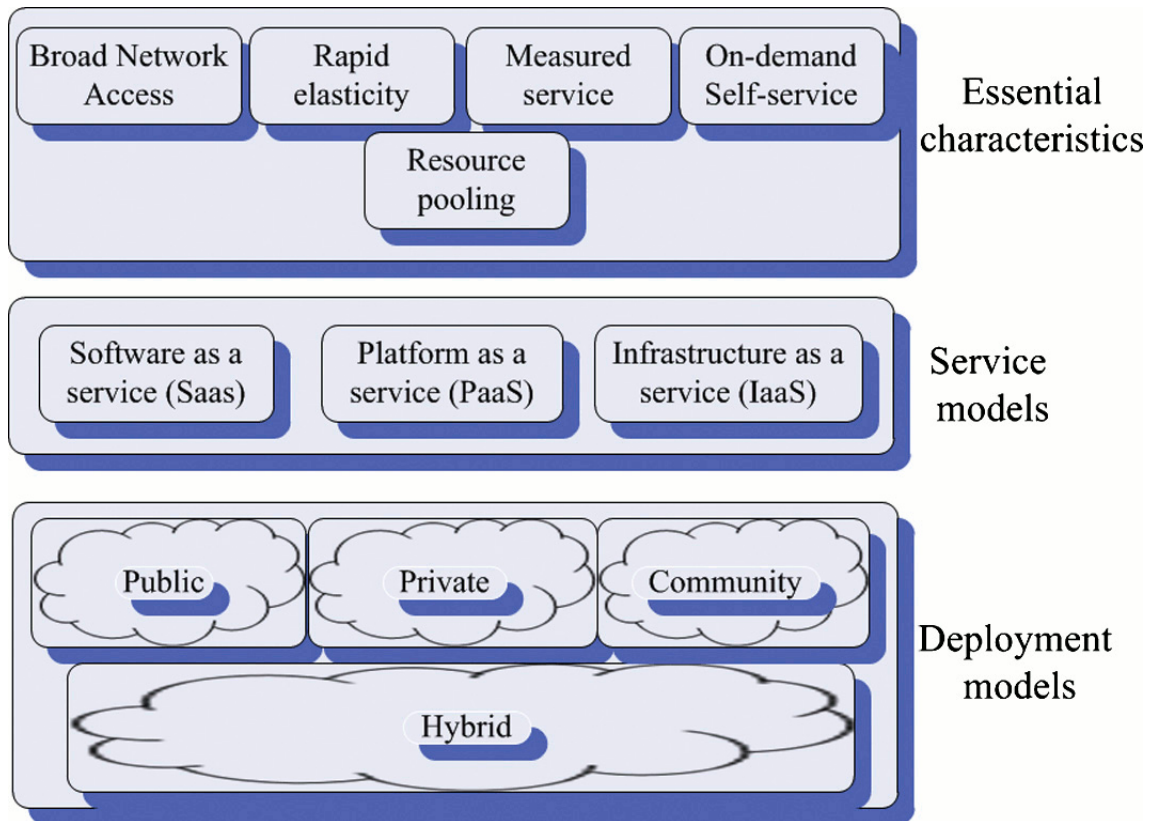 Broad Network
Access
Rapid
elasticity
Measured
service
On-demand
Self-service
Resource
pooling
Essential
characteristics
Software as a
service (Saas)
Platform as a
service (PaaS)
Infrastructure as a
service (IaaS)
Service
models
Public
Private
Community
Hybrid
Deployment
models